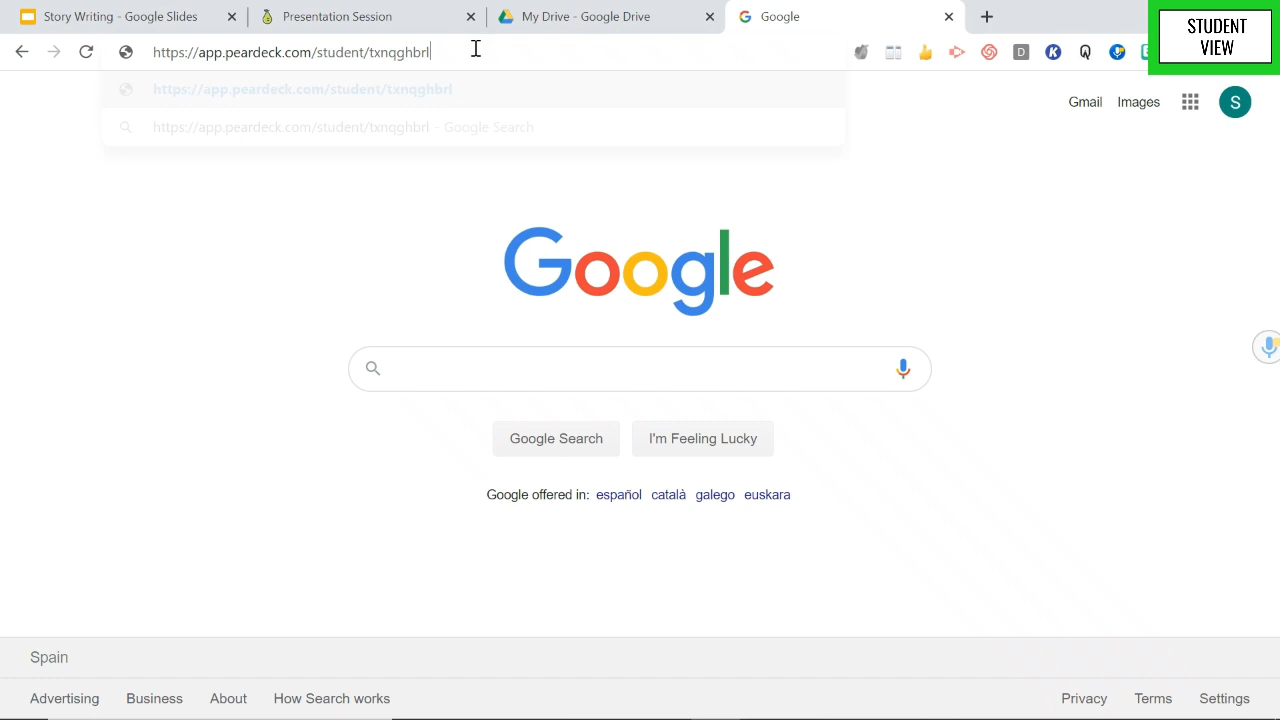 'Story Writing - Google Slides
Presentation Session
My Drive - Google Drive
Google
STUDENT
VIEW
https://app.peardeck.com/student/txnqghbrl
https://app.peardeck.com/student/txnqghbrl
https://app.peardeck.com/student/txnqghbrl - Google Search
Gmail
Images
S
Google
Google Search
I'm Feeling Lucky
Google offered in: español català galego euskara
Spain
Advertising
Business
About
How Search works
Privacy
Terms
Settings